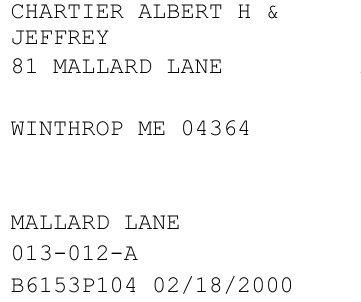 CHARTIER ALBERT H &
JEFFREY
81 MALLARD LANE
WINTHROP ME 04364
MALLARD LANE
013-012-A
B6153P104 02/18/2000